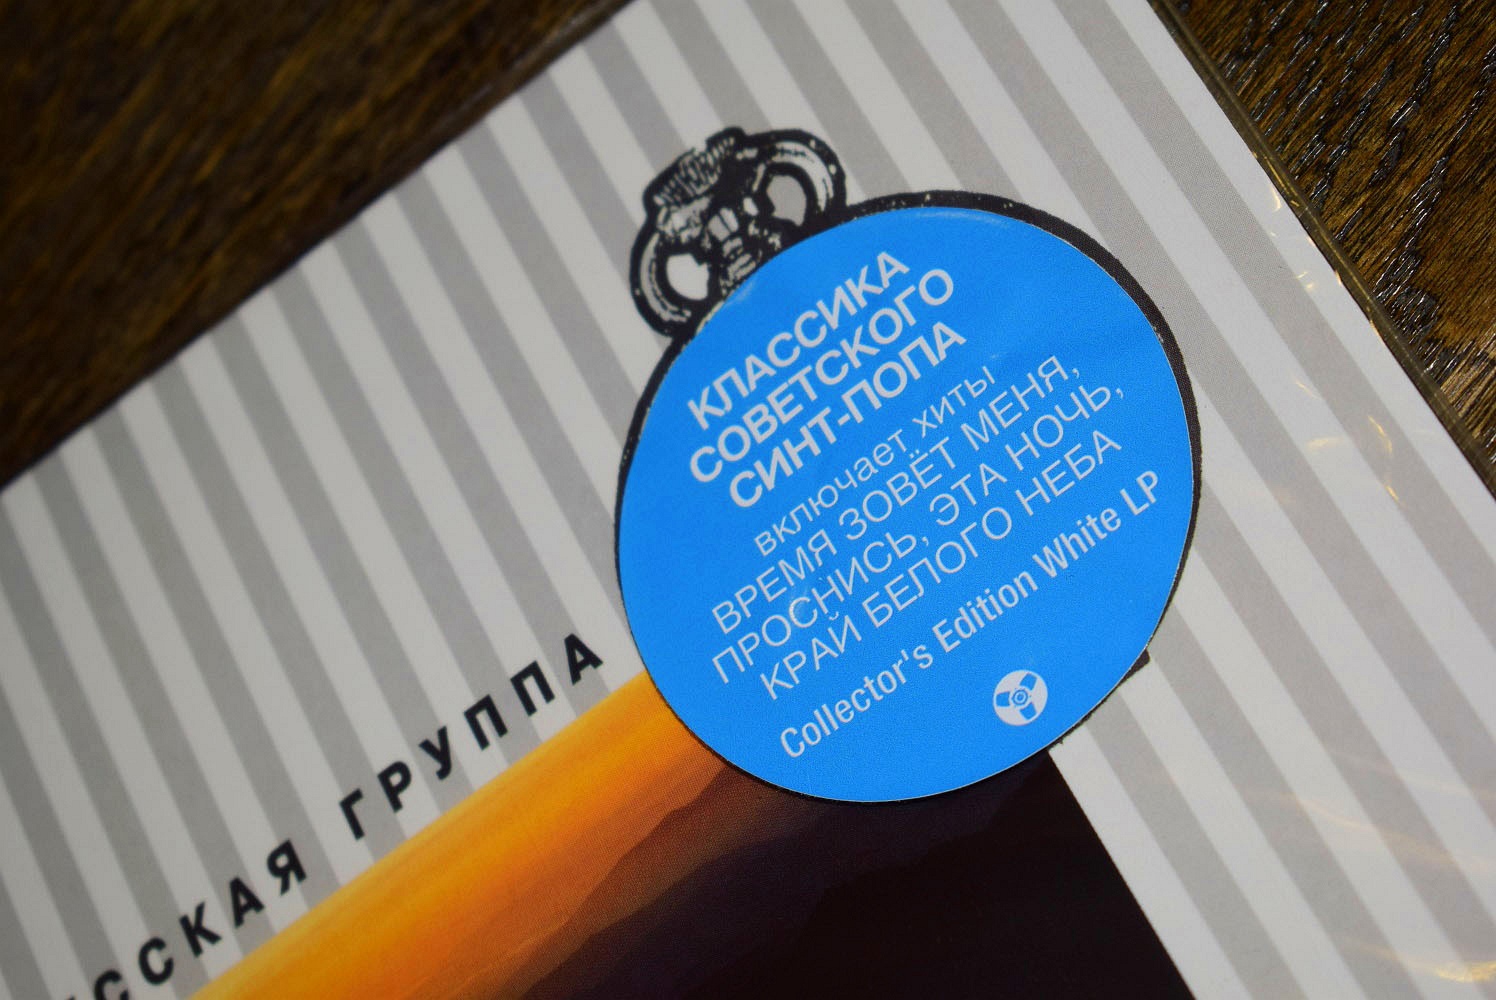 КЛАССИКА
СОВЕТСКОГО
СИНТ-ПОПА
включает хиты
ВРЕМЯ ЗОВЁТ МЕНЯ,
ПРОСНИСЬ, ЭТА НОЧЬ,
КРАЙ БЕЛОГО НЕБА
Collector's Edition White LP
ГРУППА